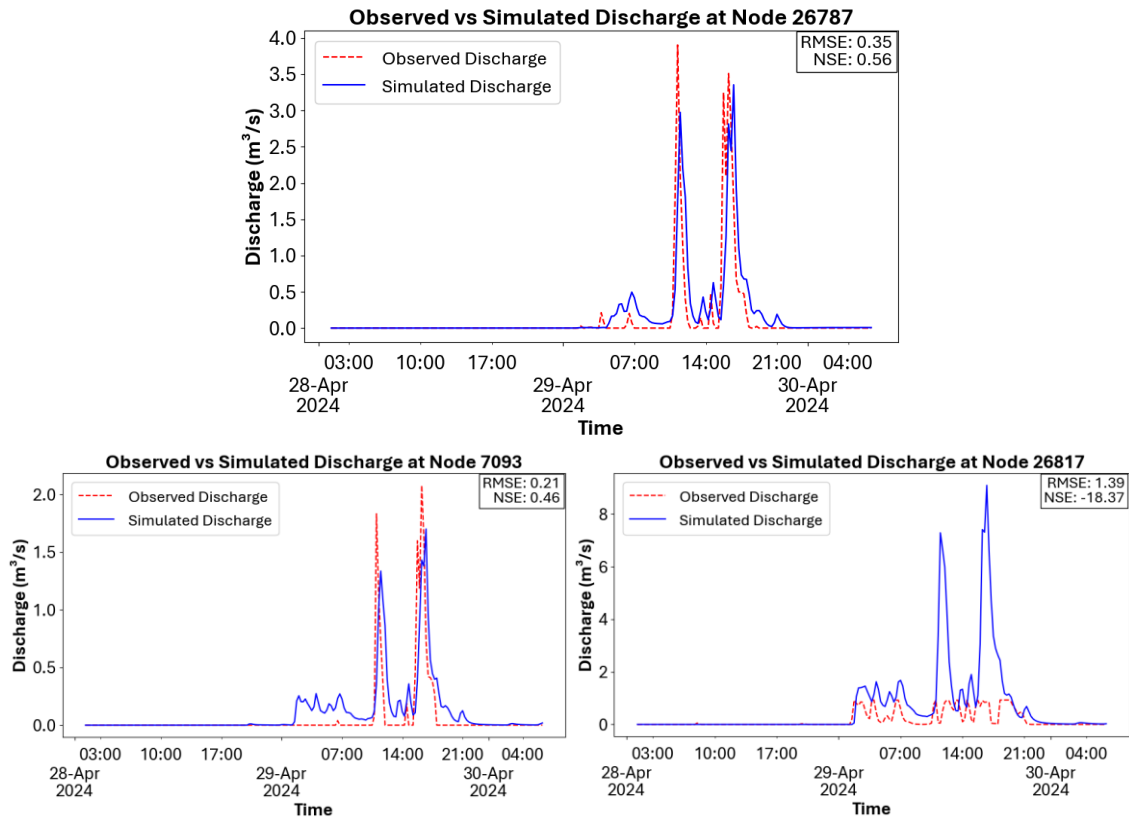 Observed vs Simulated Discharge at Node 26787
RMSE: 0.35
NSE: 0.56
Observed Discharge
Simulated Discharge
Discharge (m³/s)
4.0
3.5
3.0
2.5
2.0
1.5
1.0
0.5
0.0
03:00 10:00 17:00 07:00 14:00 21:00 04:00
28-Apr 29-Apr 30-Apr
2024 2024 2024
Time
Observed vs Simulated Discharge at Node 7093
RMSE: 0.21
NSE: 0.46
Observed Discharge
Simulated Discharge
Discharge (m³/s)
2.0
1.5
1.0
0.5
0.0
03:00 10:00 17:00 07:00 14:00 21:00 04:00
28-Apr 29-Apr 30-Apr
2024 2024 2024
Time
Observed vs Simulated Discharge at Node 26817
RMSE: 1.39
NSE: -18.37
Observed Discharge
Simulated Discharge
Discharge (m³/s)
8
6
4
2
0
03:00 10:00 17:00 07:00 14:00 21:00 04:00
28-Apr 29-Apr 30-Apr
2024 2024 2024
Time